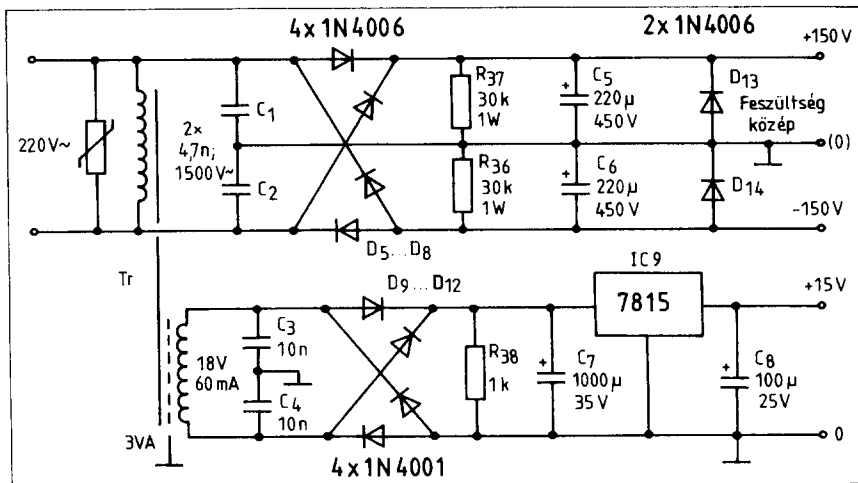 4x1N4006
2x1N4006
+150V
R37
30k
1W
C5
220µ
450V
D13
Feszültség
közép
(0)
C1
2x
4,7n;
1500V~
220V~
C2
R36
30k
1W
C6
220µ
450V
D14
-150V
D5...D8
Tr
D9...D12
IC9
7815
+15V
18V
60mA
C3
10n
C4
10n
R38
1k
C7
1000µ
35V
C8
100µ
25V
0
3VA
4x1N4001